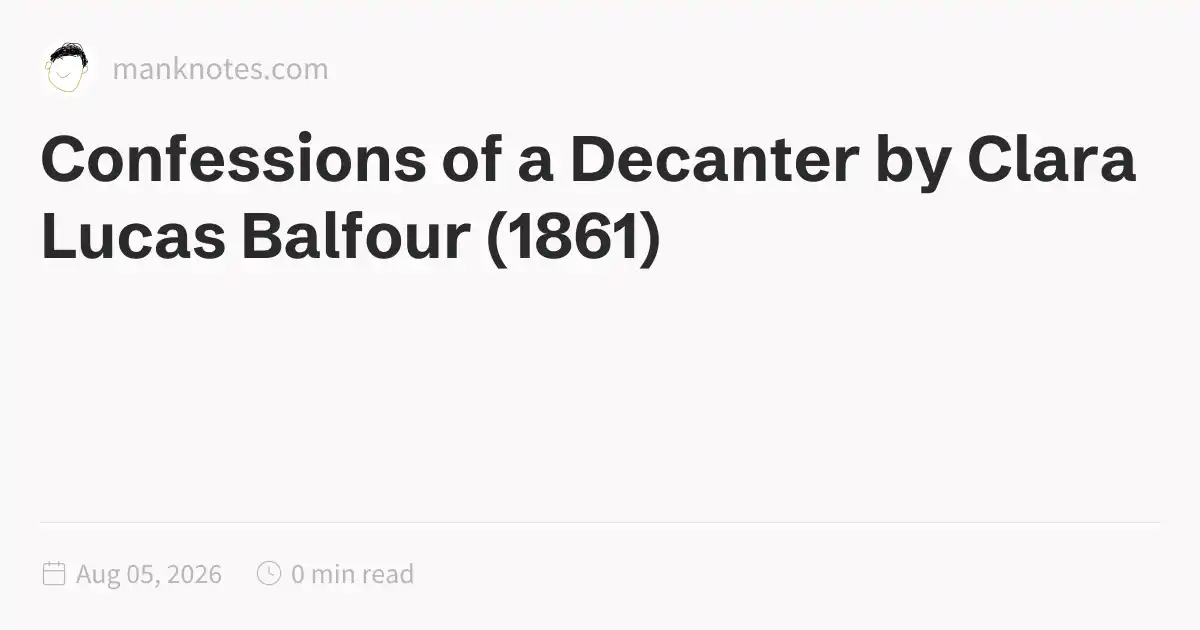 manknotes.com
Confessions of a Decanter by Clara
Lucas Balfour (1861)
Aug 05, 2026 0 min read